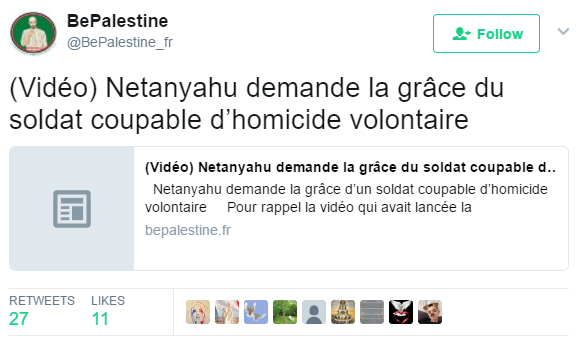 BePalestine
@BePalestine_fr
Follow
(Vidéo) Netanyahu demande la grâce du
soldat coupable d’homicide volontaire
(Vidéo) Netanyahu demande la grâce du soldat coupable d..
Netanyahu demande la grâce d’un soldat coupable d’homicide
volontaire Pour rappel la vidéo qui avait lancée la
bepalestine.fr
RETWEETS LIKES
27 11